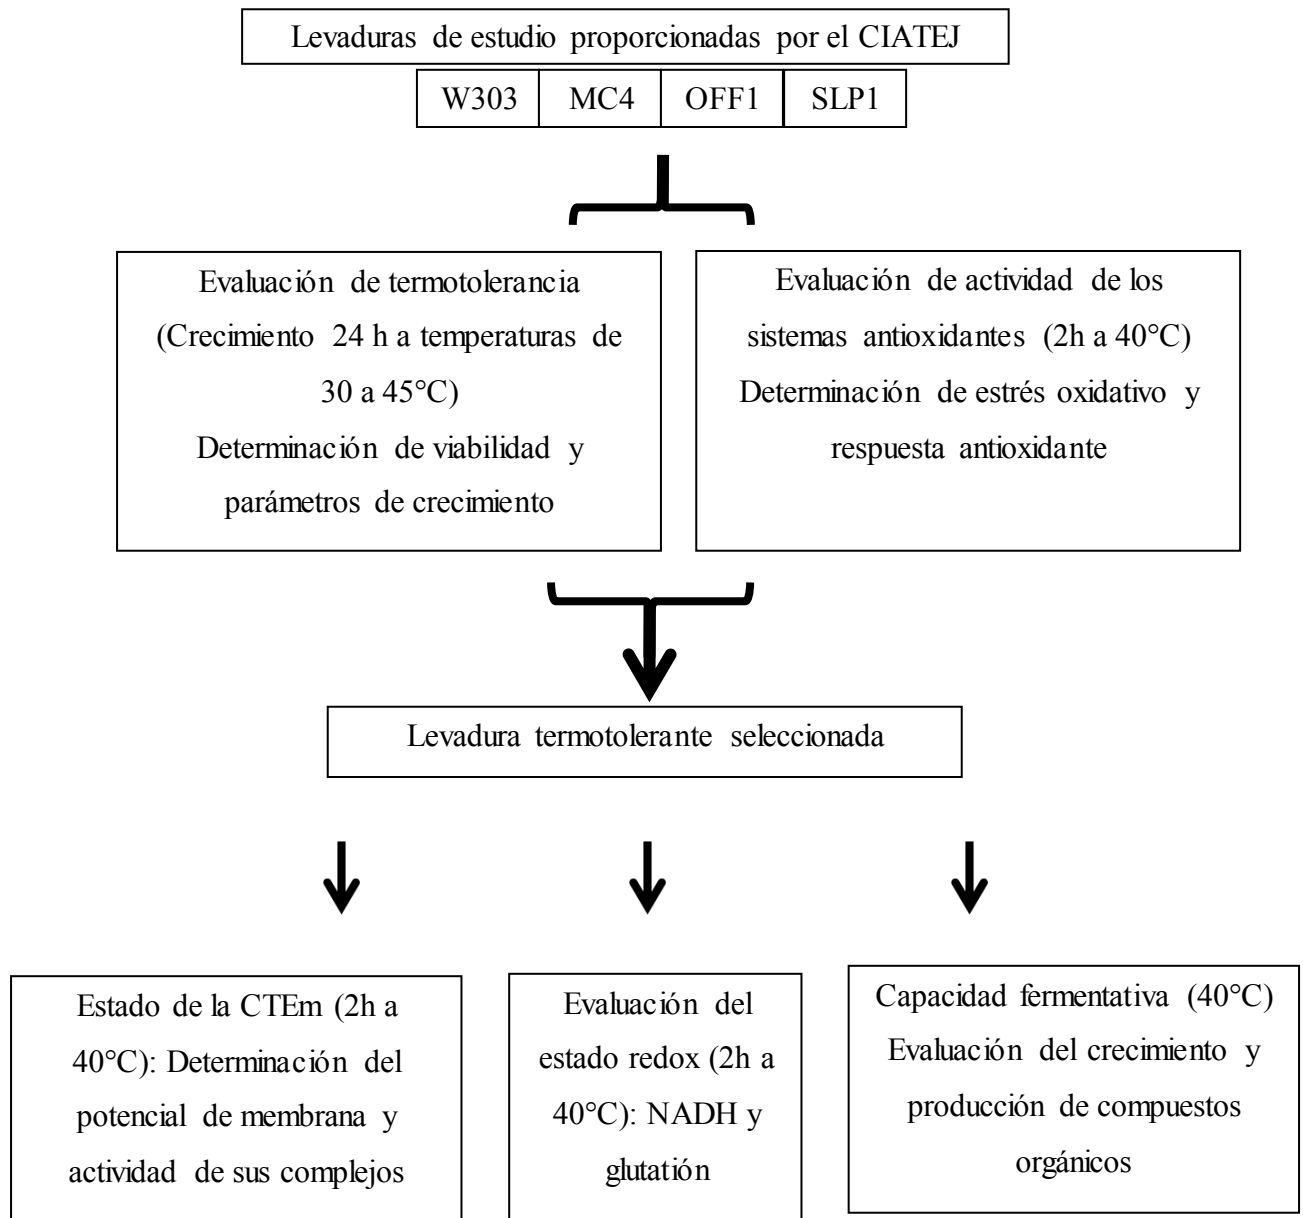 Levaduras de estudio proporcionadas por el CIATEJ
W303 MC4 OFF1 SLP1
Evaluación de termotolerancia
(Crecimiento 24 h a temperaturas de
30 a 45°C)
Determinación de viabilidad y
parámetros de crecimiento
Evaluación de actividad de los
sistemas antioxidantes (2h a 40°C)
Determinación de estrés oxidativo y
respuesta antioxidante
Levadura termotolerante seleccionada
Estado de la CTEm (2h a
40°C): Determinación del
potencial de membrana y
actividad de sus complejos
Evaluación del
estado redox (2h a
40°C): NADH y
glutatión
Capacidad fermentativa (40°C)
Evaluación del crecimiento y
producción de compuestos
orgánicos